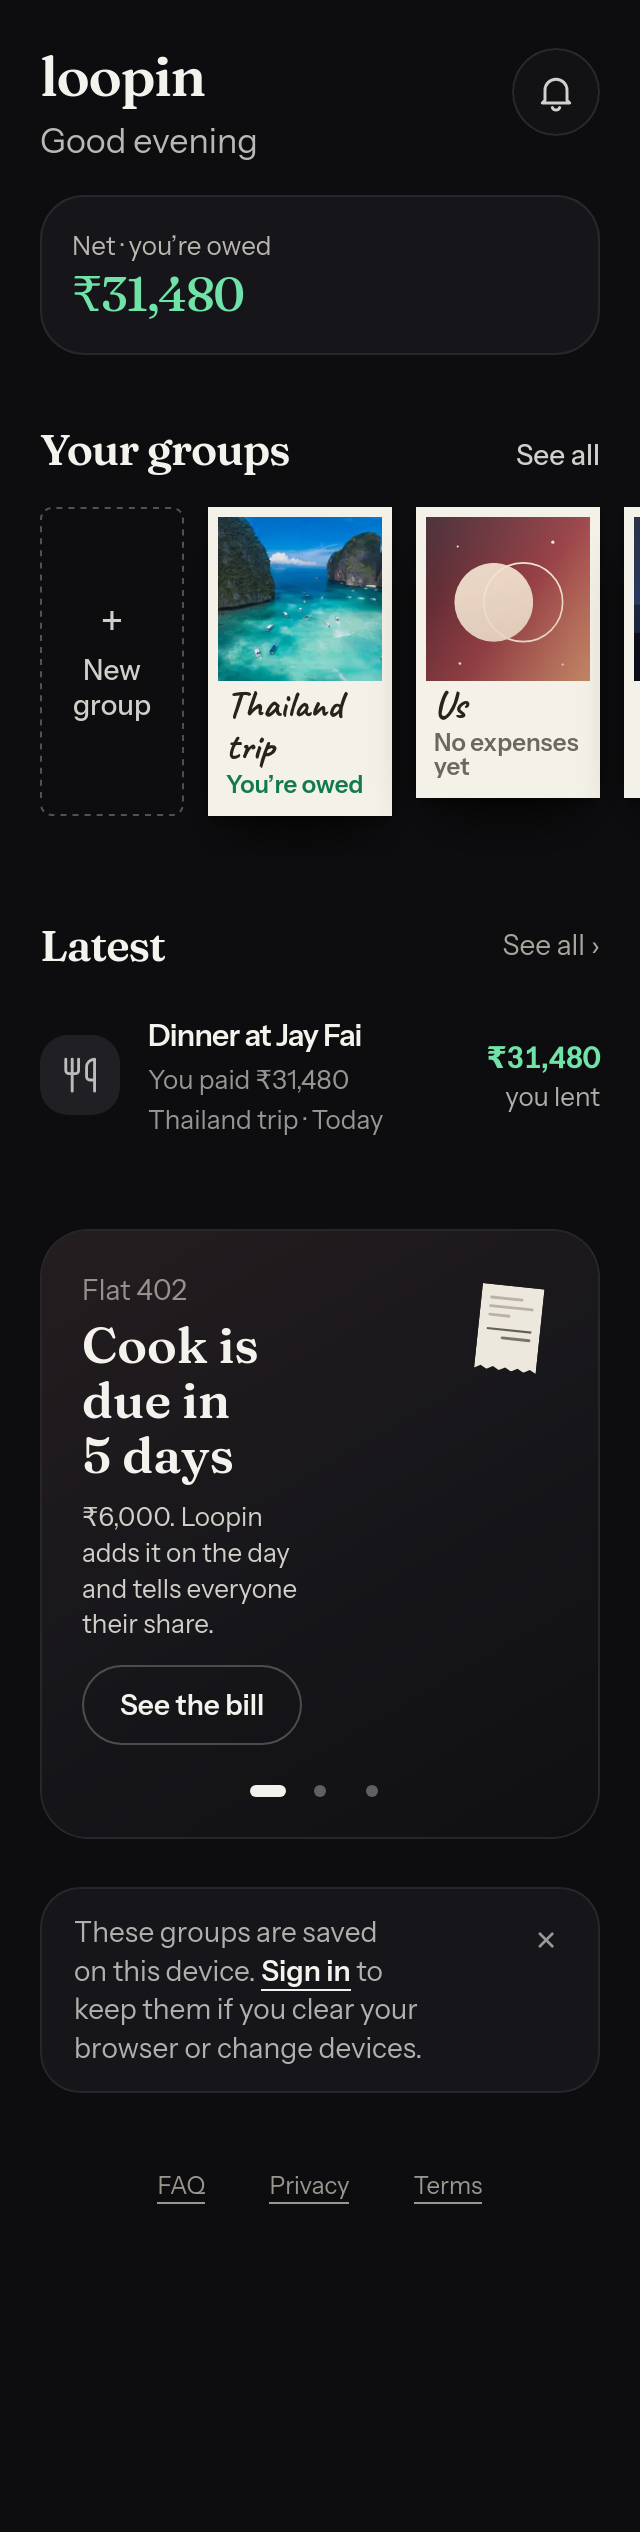 loopin
Good evening
Net · you’re owed
₹31,480
Your groups
See all
+
New
group
Thailand
trip
You’re owed
Us
No expenses
yet
Latest
See all ›
Dinner at Jay Fai
You paid ₹31,480
Thailand trip · Today
₹31,480
you lent
Flat 402
Cook is
due in
5 days
₹6,000. Loopin
adds it on the day
and tells everyone
their share.
See the bill
These groups are saved
on this device. Sign in to
keep them if you clear your
browser or change devices.
×
FAQ
Privacy
Terms